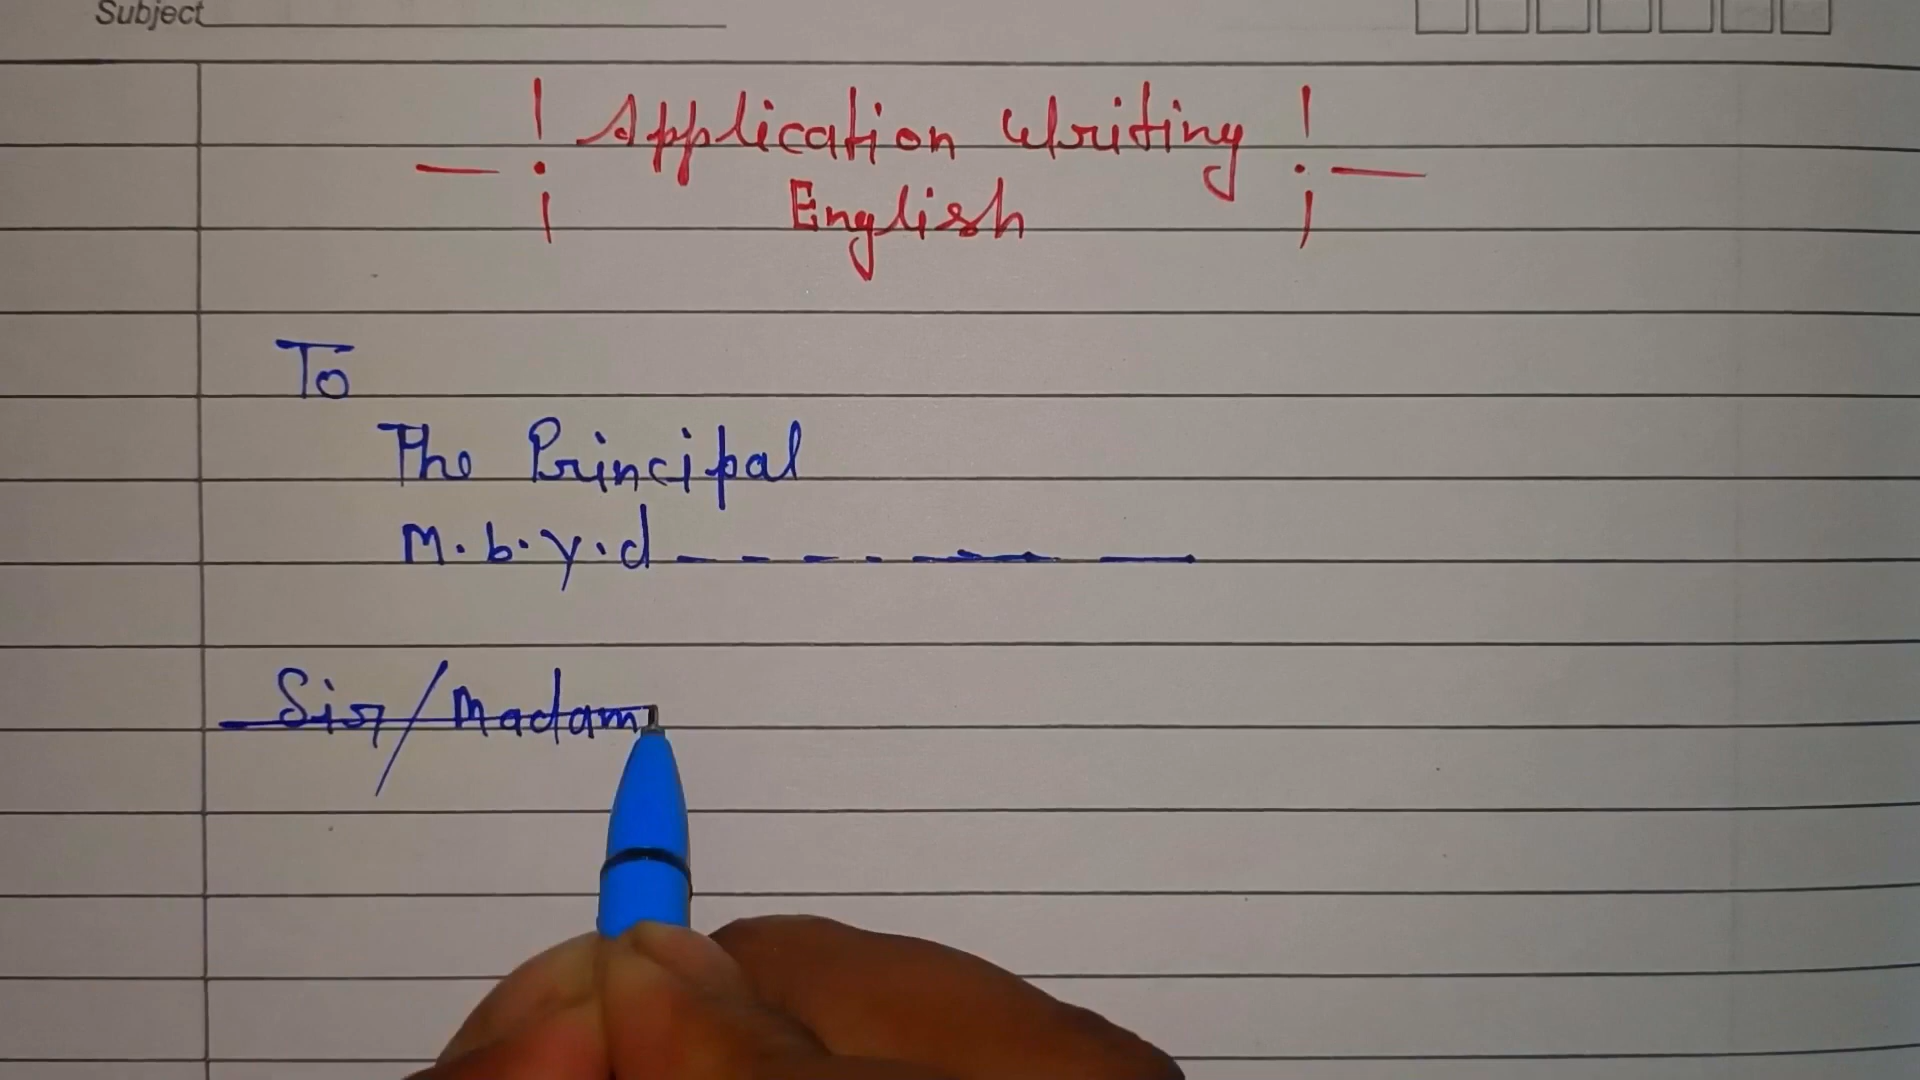 Subject
! Application Writing !
English
To
The Principal
M.b.y.d
Sir/Madam